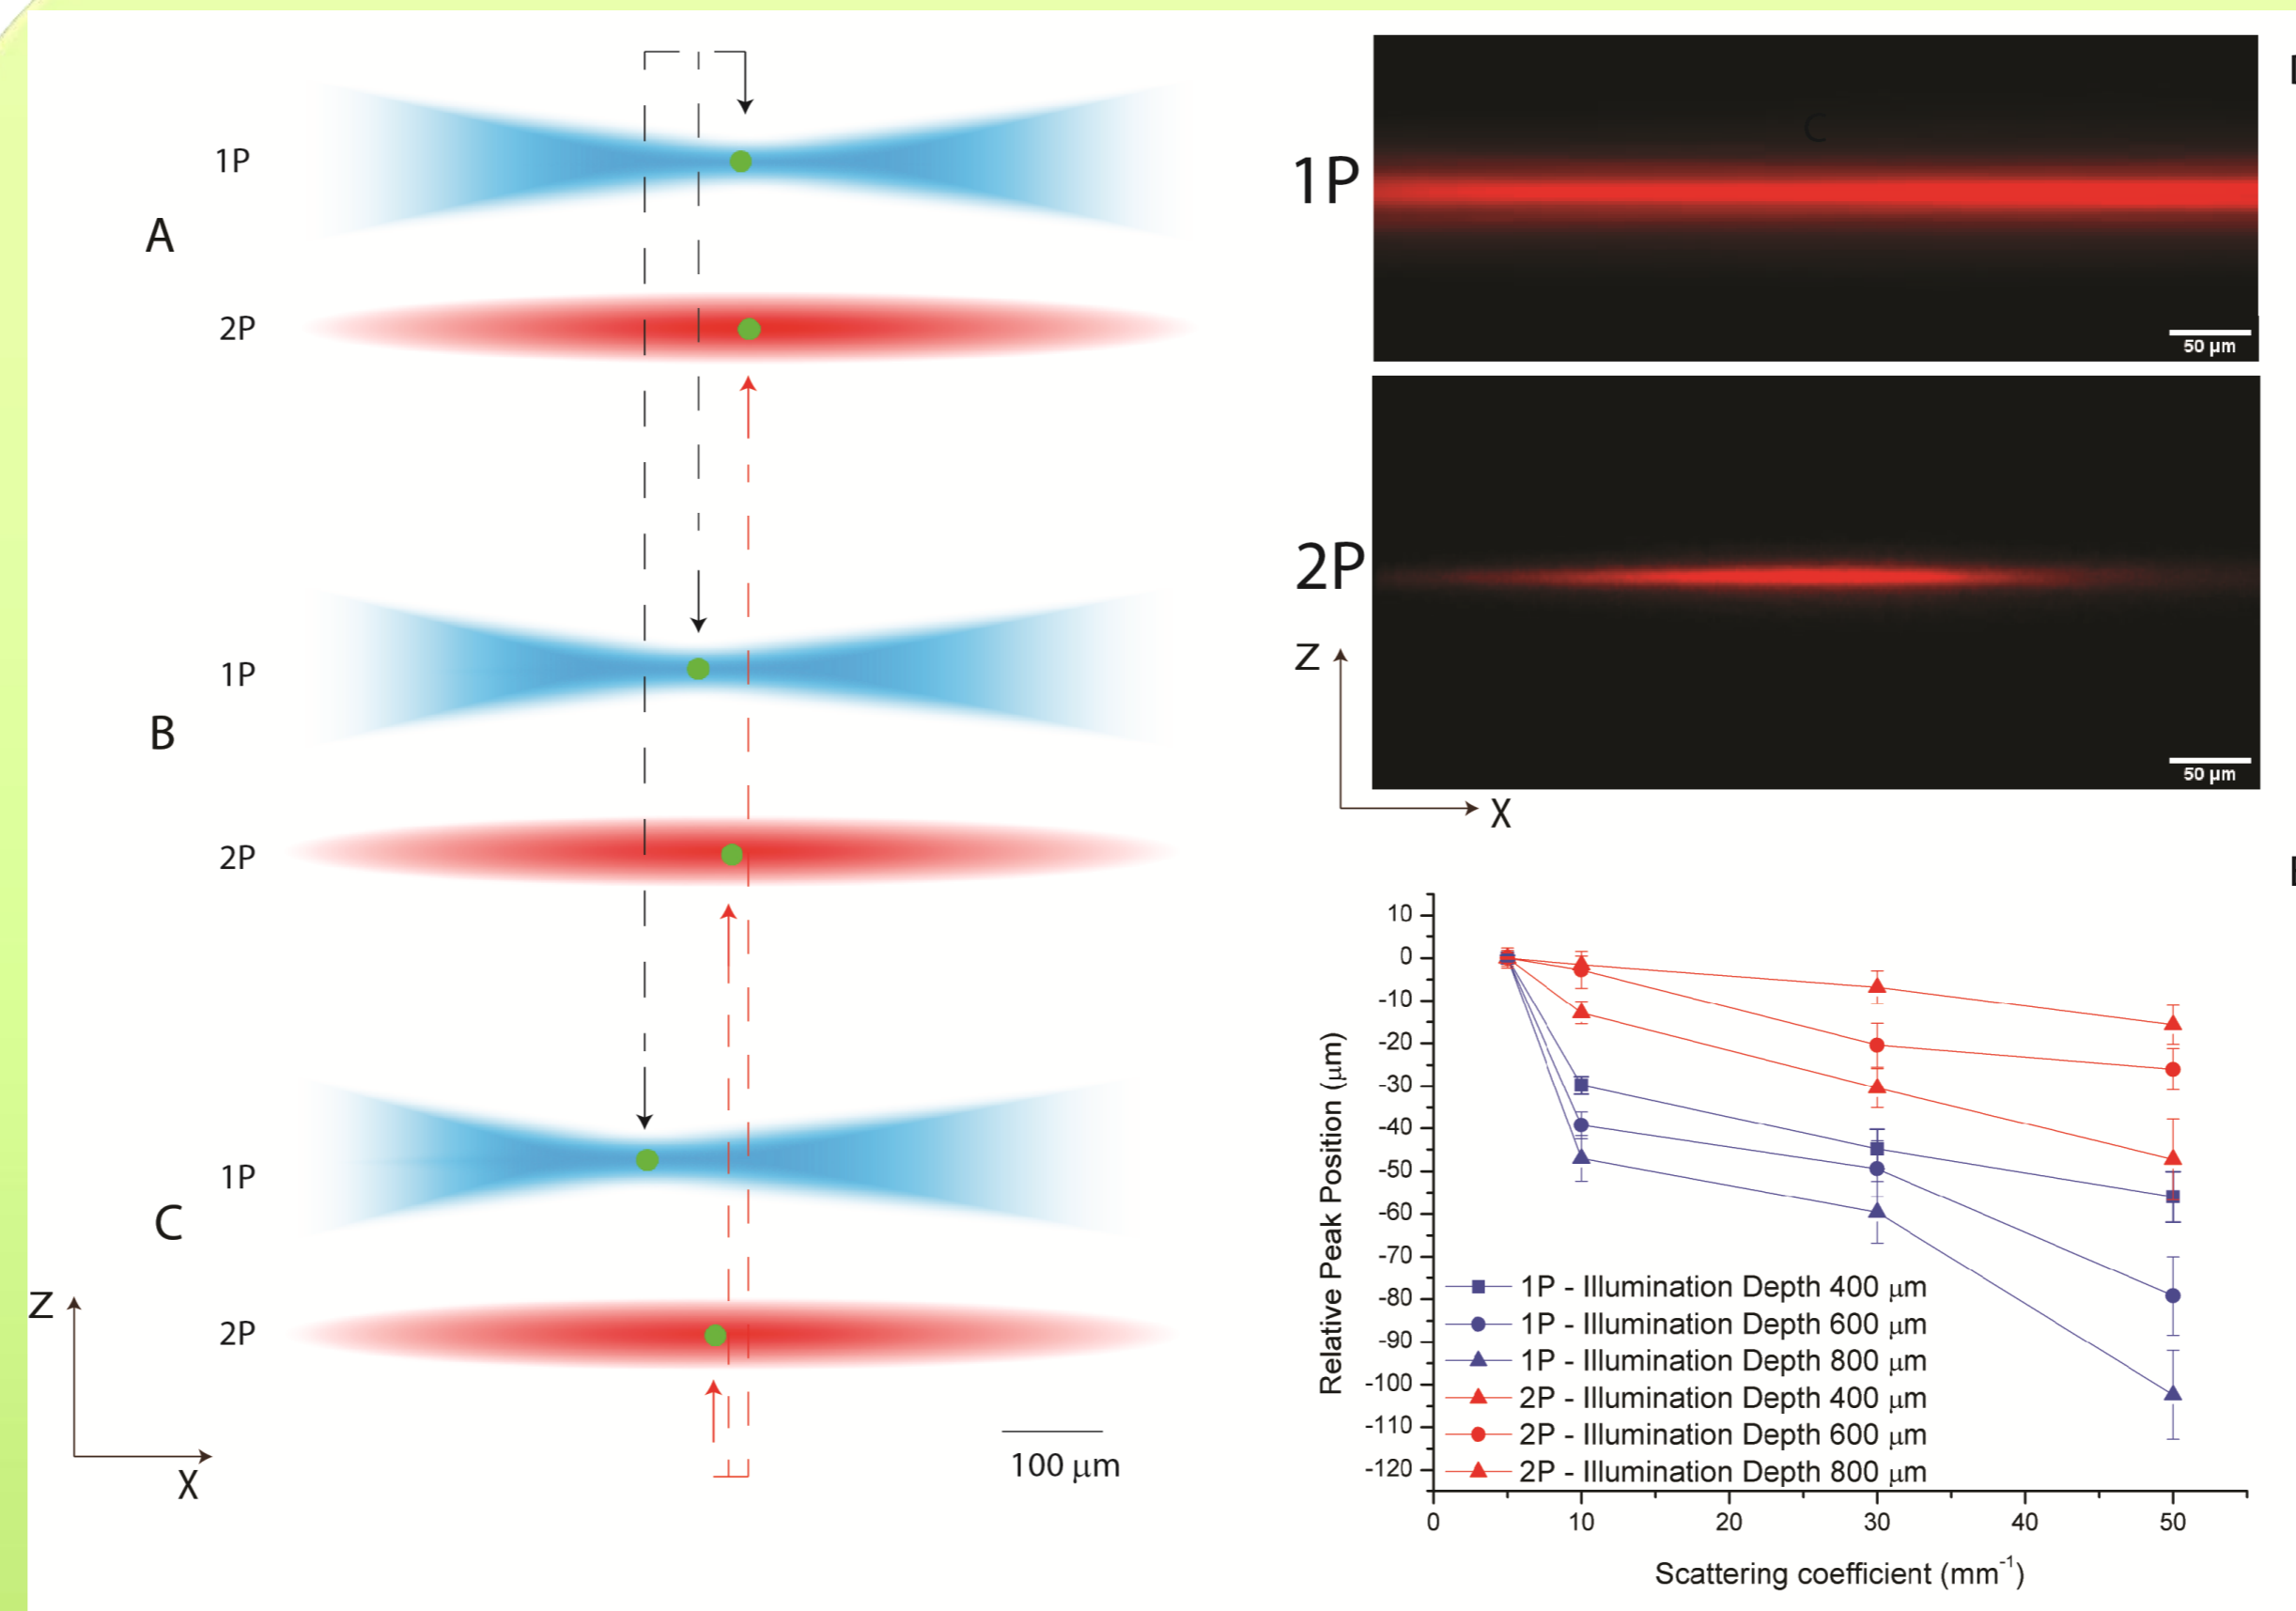 1P
A
2P
1P
B
2P
1P
C
2P
Z
X
100 μm
1P
C
50 μm
2P
50 μm
Z
X
10
0
-10
-20
-30
-40
-50
-60
-70
-80
-90
-100
-110
-120
Relative Peak Position (μm)
1P - Illumination Depth 400 μm
1P - Illumination Depth 600 μm
1P - Illumination Depth 800 μm
2P - Illumination Depth 400 μm
2P - Illumination Depth 600 μm
2P - Illumination Depth 800 μm
0 10 20 30 40 50
Scattering coefficient (mm⁻¹)